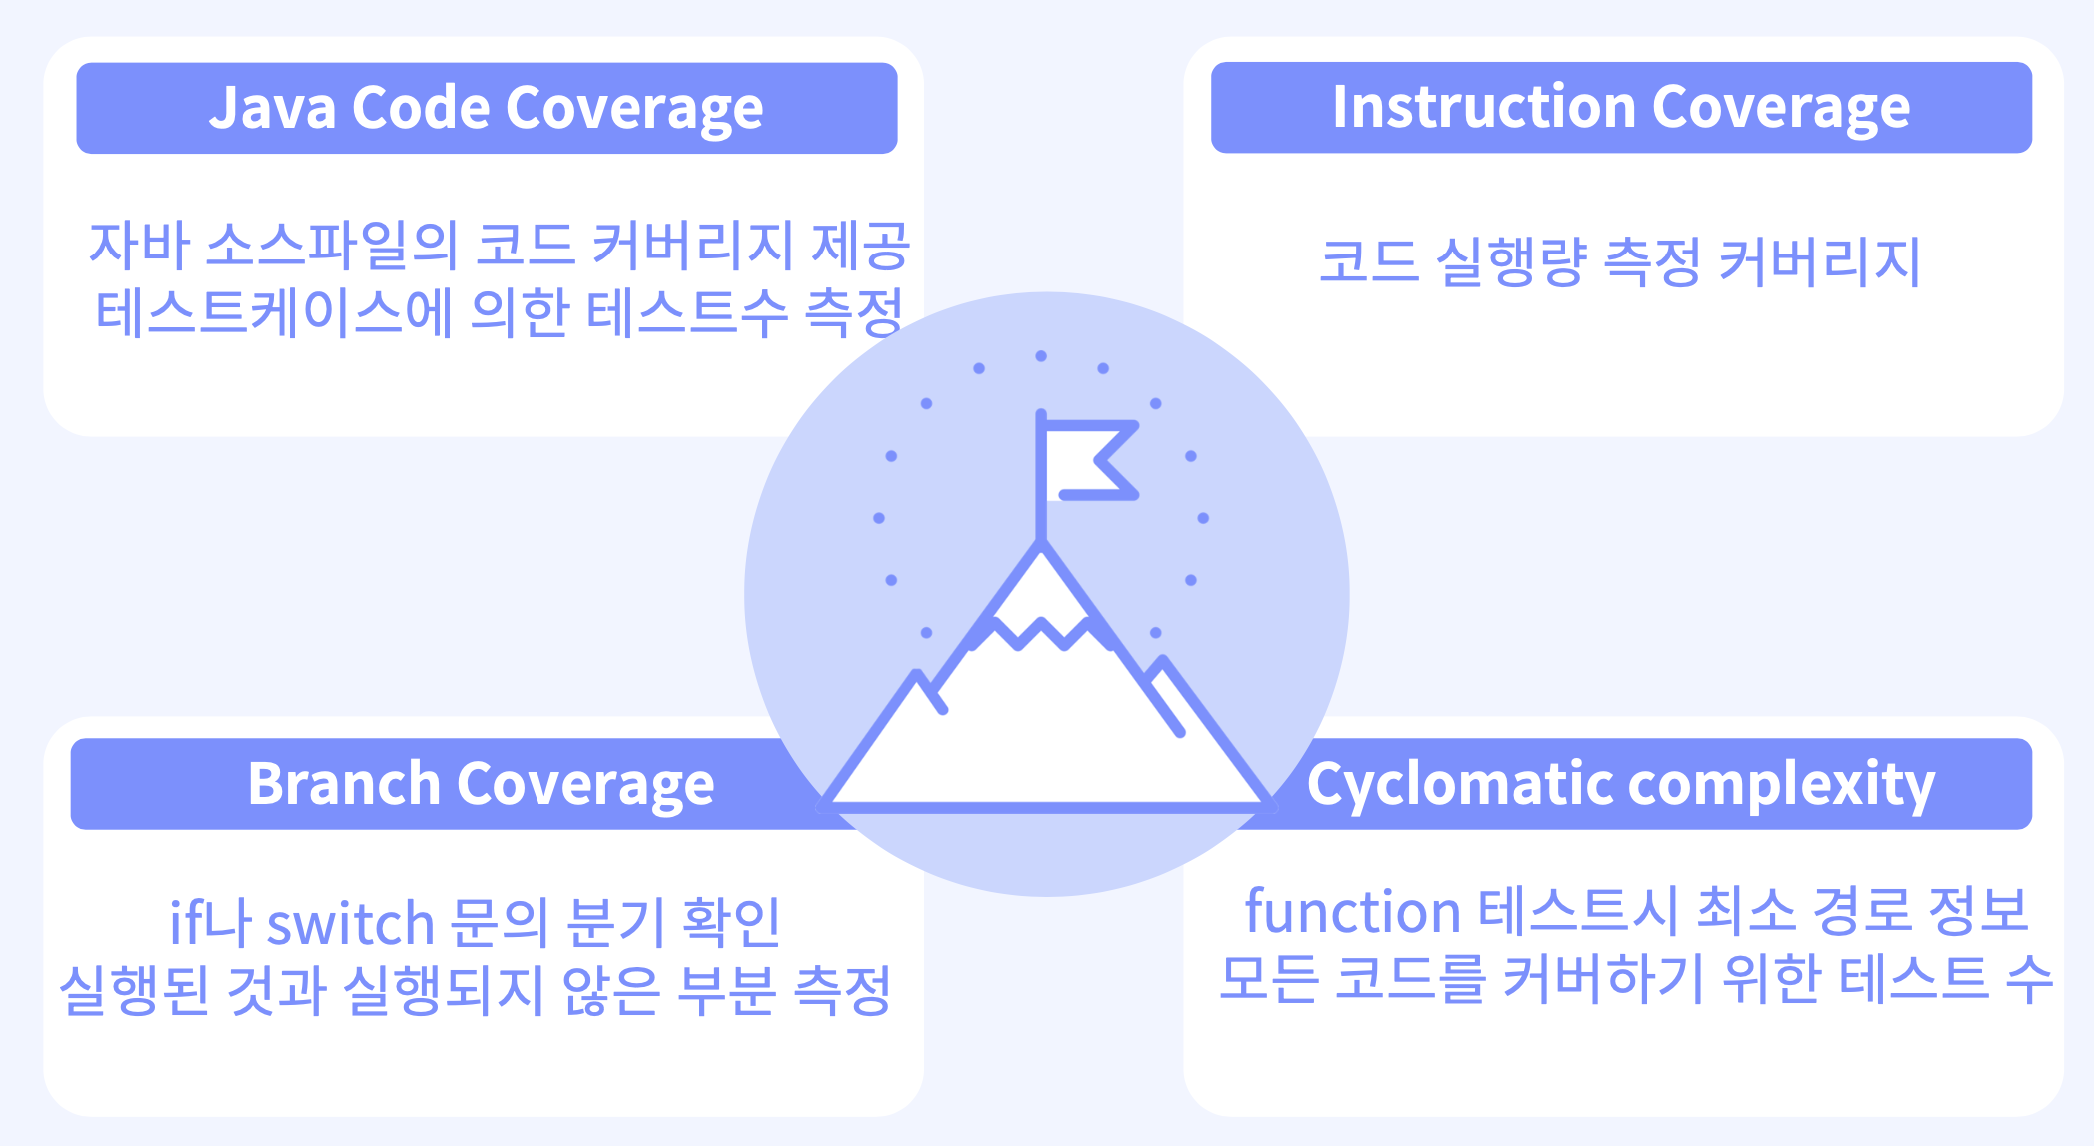 Java Code Coverage
자바 소스파일의 코드 커버리지 제공
테스트케이스에 의한 테스트수 측정
Instruction Coverage
코드 실행량 측정 커버리지
Branch Coverage
if나 switch 문의 분기 확인
실행된 것과 실행되지 않은 부분 측정
Cyclomatic complexity
function 테스트시 최소 경로 정보
모든 코드를 커버하기 위한 테스트 수